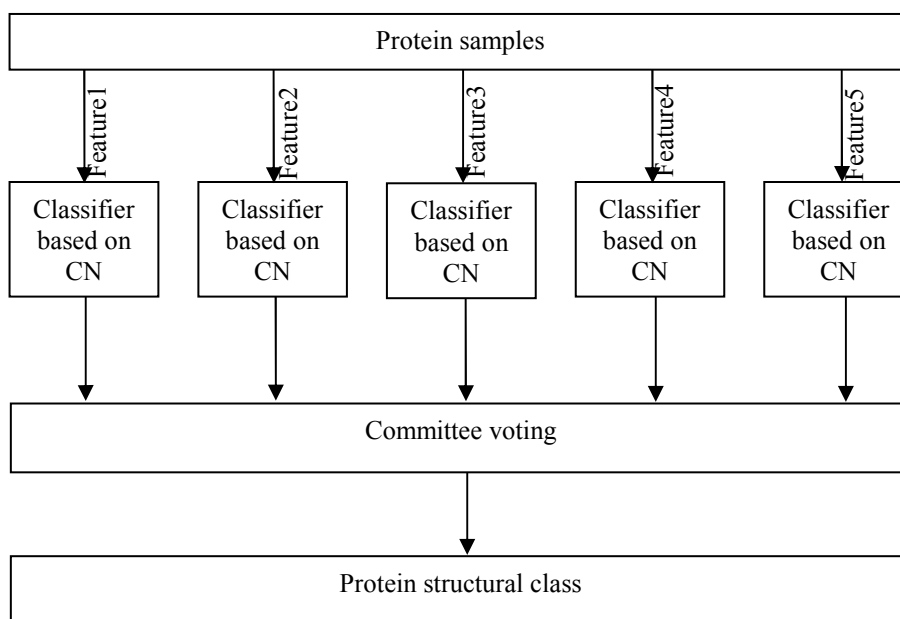 Protein samples
Feature1
Feature2
Feature3
Feature4
Feature5
Classifier
based on
CN
Classifier
based on
CN
Classifier
based on
CN
Classifier
based on
CN
Classifier
based on
CN
Committee voting
Protein structural class